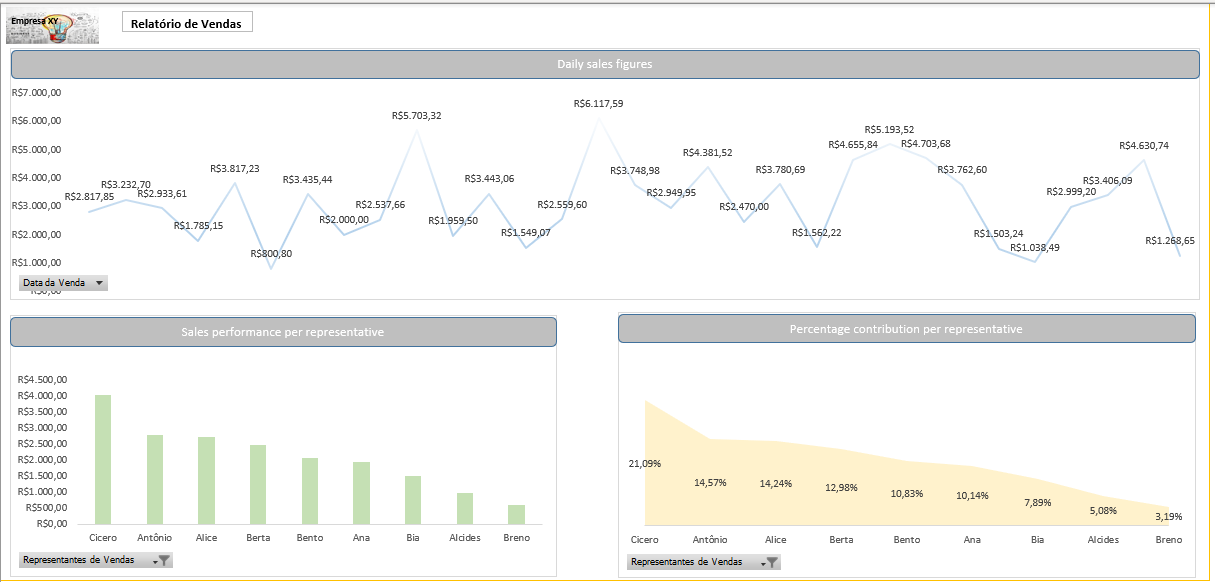 Empresa XY
Relatório de Vendas
Daily sales figures
R$7.000,00
R$6.000,00
R$5.000,00
R$4.000,00
R$3.000,00
R$2.000,00
R$1.000,00
R$0,00
R$2.817,85
R$3.232,70
R$2.933,61
R$1.785,15
R$3.817,23
R$800,80
R$3.435,44
R$2.000,00
R$2.537,66
R$5.703,32
R$1.959,50
R$3.443,06
R$1.549,07
R$2.559,60
R$6.117,59
R$3.748,98
R$2.949,95
R$4.381,52
R$2.470,00
R$3.780,69
R$1.562,22
R$4.655,84
R$5.193,52
R$4.703,68
R$3.762,60
R$1.503,24
R$1.038,49
R$2.999,20
R$3.406,09
R$4.630,74
R$1.268,65
Data da Venda
Sales performance per representative
R$4.500,00
R$4.000,00
R$3.500,00
R$3.000,00
R$2.500,00
R$2.000,00
R$1.500,00
R$1.000,00
R$500,00
R$0,00
Cicero Antônio Alice Berta Bento Ana Bia Alcides Breno
Representantes de Vendas
Percentage contribution per representative
21,09%
14,57%
14,24%
12,98%
10,83%
10,14%
7,89%
5,08%
3,19%
Cicero Antônio Alice Berta Bento Ana Bia Alcides Breno
Representantes de Vendas